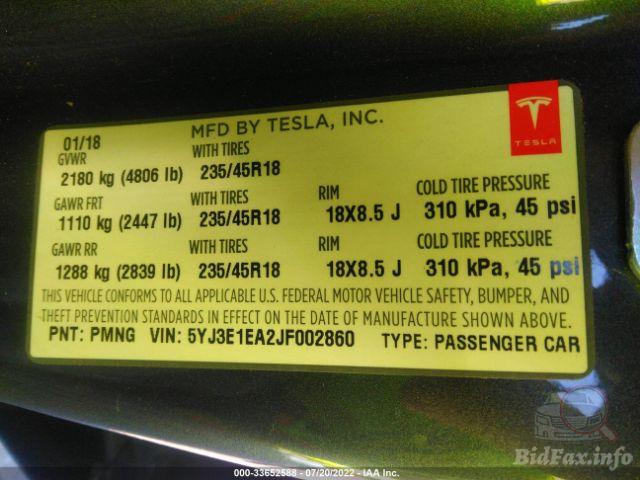 01/18 MFD BY TESLA, INC. TESLA
GVWR WITH TIRES
2180 kg (4806 lb) 235/45R18
GAWR FRT WITH TIRES RIM COLD TIRE PRESSURE
1110 kg (2447 lb) 235/45R18 18X8.5 J 310 kPa, 45 psi
GAWR RR WITH TIRES RIM COLD TIRE PRESSURE
1288 kg (2839 lb) 235/45R18 18X8.5 J 310 kPa, 45 psi
THIS VEHICLE CONFORMS TO ALL APPLICABLE U.S. FEDERAL MOTOR VEHICLE SAFETY, BUMPER, AND
THEFT PREVENTION STANDARDS IN EFFECT ON THE DATE OF MANUFACTURE SHOWN ABOVE.
PNT: PMNG VIN: 5YJ3E1EA2JF002860 TYPE: PASSENGER CAR
BidFax.info
000-33652588 - 07/20/2022 - IAA Inc.